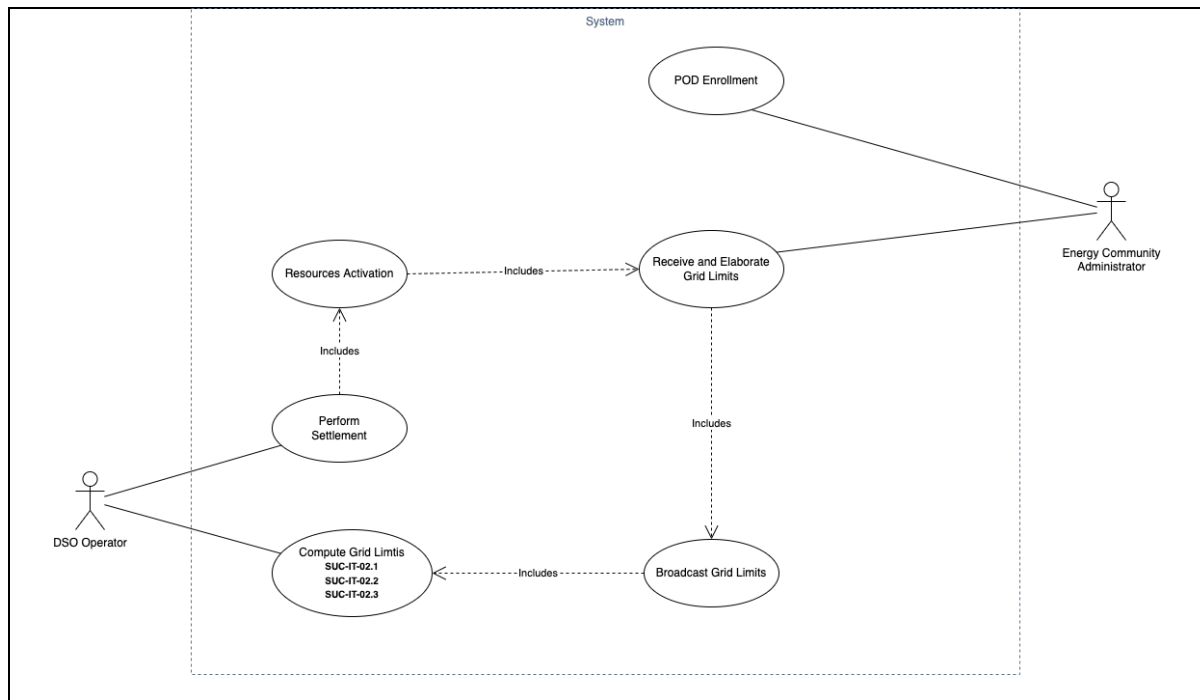 System
POD Enrollment
Energy Community
Administrator
Resources Activation
Includes
Receive and Elaborate
Grid Limits
Includes
Perform
Settlement
Includes
DSO Operator
Compute Grid Limtis
SUC-IT-02.1
SUC-IT-02.2
SUC-IT-02.3
Includes
Broadcast Grid Limits